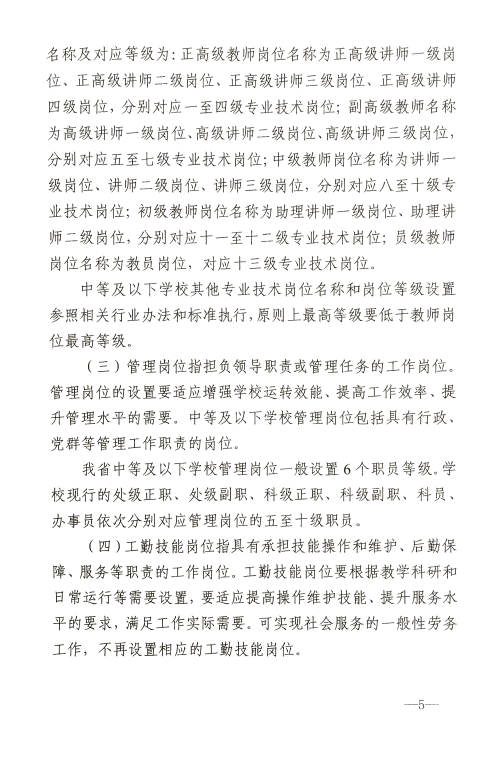 名称及对应等级为：正高级教师岗位名称为正高级讲师一级岗
位、正高级讲师二级岗位、正高级讲师三级岗位、正高级讲师
四级岗位，分别对应一至四级专业技术岗位；副高级教师名称
为高级讲师一级岗位、高级讲师二级岗位、高级讲师三级岗位，
分别对应五至七级专业技术岗位；中级教师岗位名称为讲师一
级岗位、讲师二级岗位、讲师三级岗位，分别对应八至十级专
业技术岗位；初级教师岗位名称为助理讲师一级岗位、助理讲
师二级岗位，分别对应十一至十二级专业技术岗位；员级教师
岗位名称为教员岗位，对应十三级专业技术岗位。
中等及以下学校其他专业技术岗位名称和岗位等级设置
参照相关行业办法和标准执行，原则上最高等级要低于教师岗
位最高等级。
（三）管理岗位指担负领导职责或管理任务的工作岗位。
管理岗位的设置要适应增强学校运转效能、提高工作效率、提
升管理水平的需要。中等及以下学校管理岗位包括具有行政、
党群等管理工作职责的岗位。
我省中等及以下学校管理岗位一般设置 6 个职员等级。学
校现行的处级正职、处级副职、科级正职、科级副职、科员、
办事员依次分别对应管理岗位的五至十级职员。
（四）工勤技能岗位指具有承担技能操作和维护、后勤保
障、服务等职责的工作岗位。工勤技能岗位要根据教学科研和
日常运行等需要设置，要适应提高操作维护技能、提升服务水
平的要求，满足工作实际需要。可实现社会服务的一般性劳务
工作，不再设置相应的工勤技能岗位。
—5—